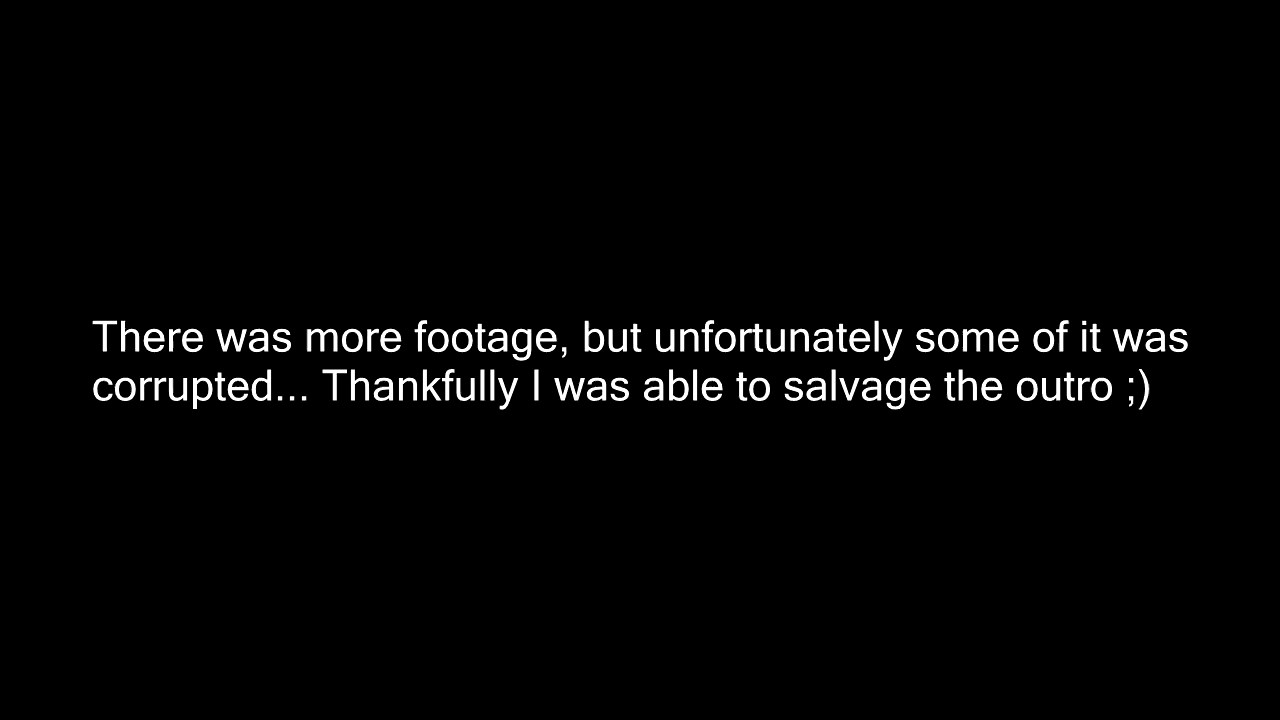 There was more footage, but unfortunately some of it was
corrupted... Thankfully I was able to salvage the outro ;)